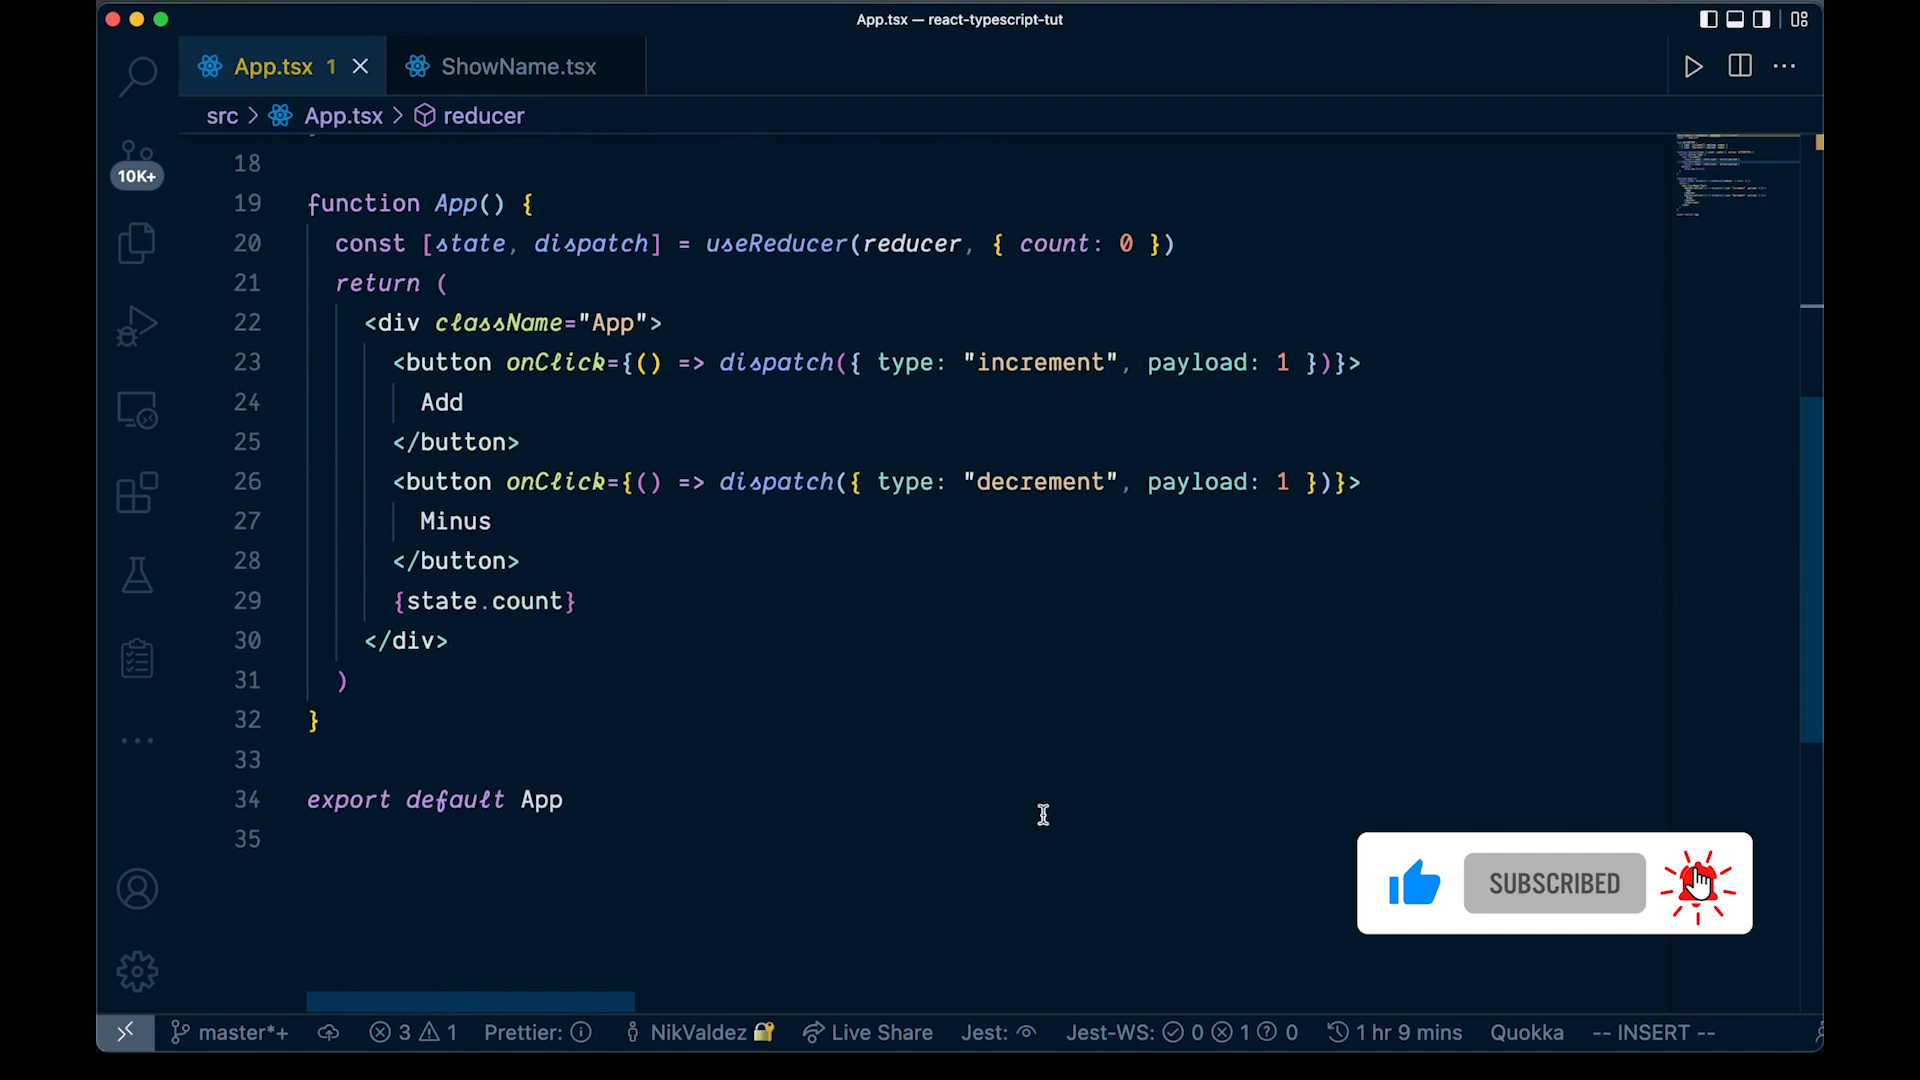 App.tsx — react-typescript-tut
App.tsx 1
ShowName.tsx
src > App.tsx > reducer
10K+
18
19 function App() {
20 const [state, dispatch] = useReducer(reducer, { count: 0 })
21 return (
22 <div className="App">
23 <button onClick={() => dispatch({ type: "increment", payload: 1 })}>
24 Add
25 </button>
26 <button onClick={() => dispatch({ type: "decrement", payload: 1 })}>
27 Minus
28 </button>
29 {state.count}
30 </div>
31 )
32 }
33
34 export default App
35
SUBSCRIBED
master*+ 3 1 Prettier: NikValdez Live Share Jest: Jest-WS: 0 1 0 1 hr 9 mins Quokka -- INSERT --